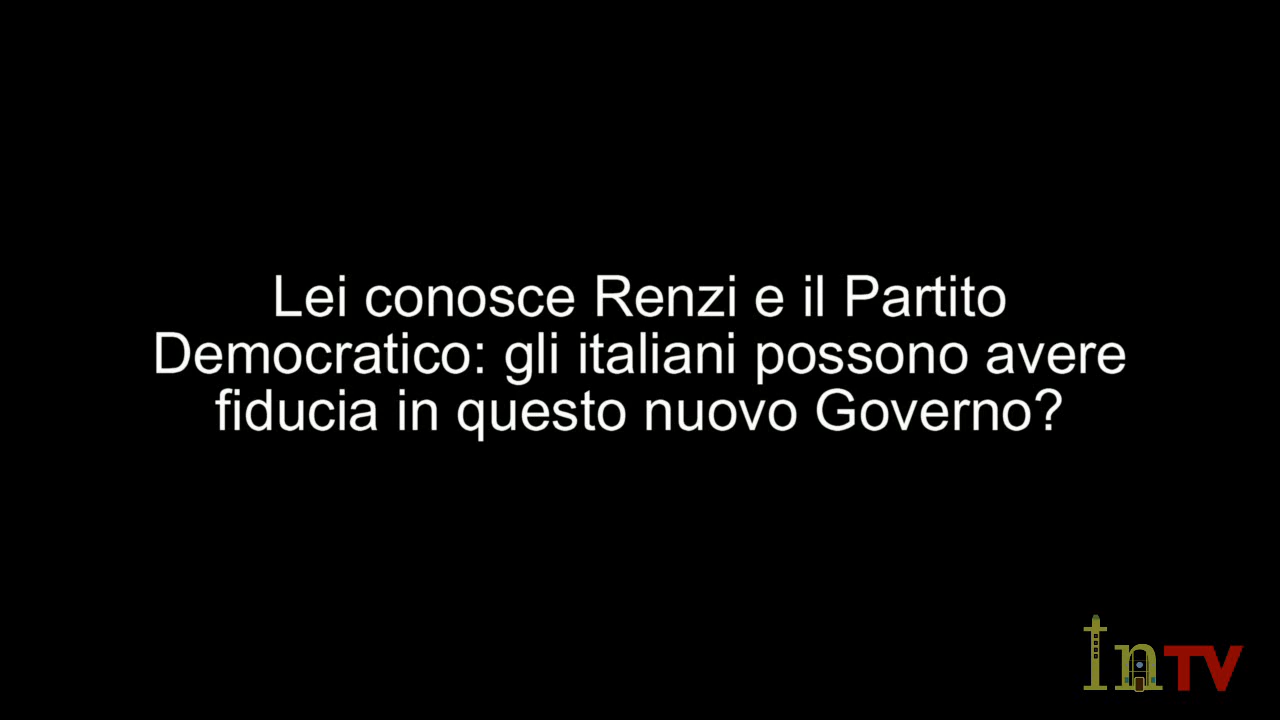 Lei conosce Renzi e il Partito
Democratico: gli italiani possono avere
fiducia in questo nuovo Governo?
InTV